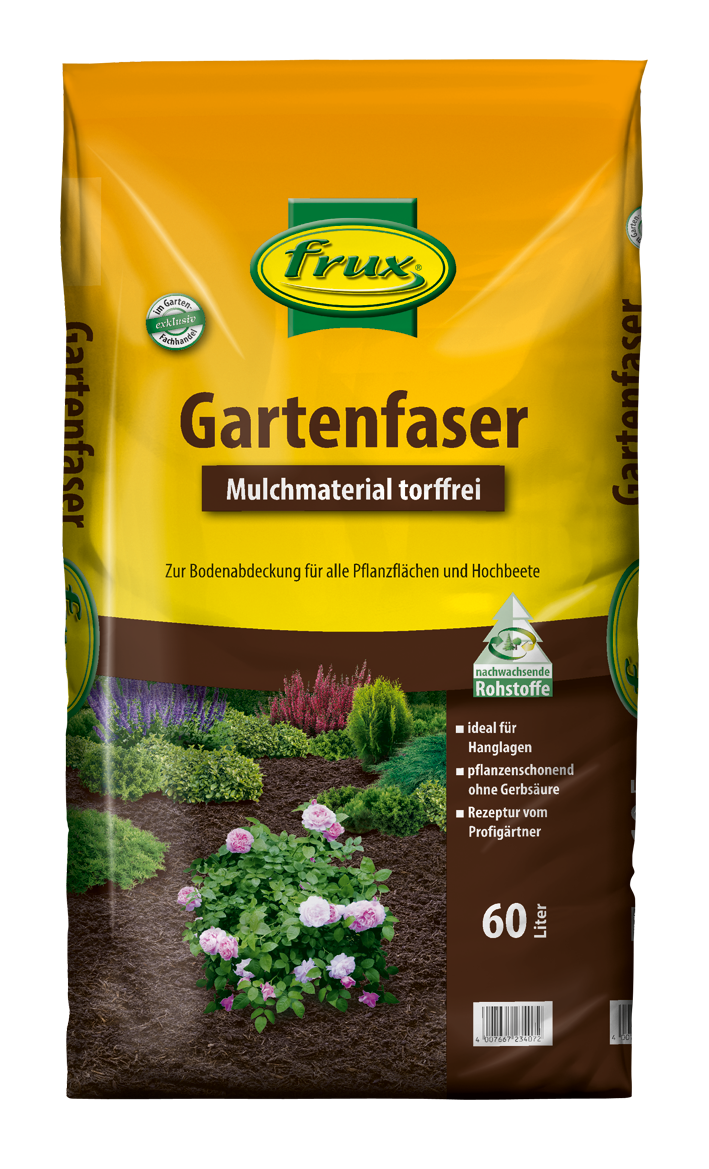 frux®
im Garten-
exklusiv
Fachhandel
Gartenfaser
Mulchmaterial torffrei
Zur Bodenabdeckung für alle Pflanzflächen und Hochbeete
nachwachsende
Rohstoffe
ideal für
Hanglagen
pflanzenschonend
ohne Gerbsäure
Rezeptur vom
Profigärtner
60 Liter
4 007667 234072
Gartenfaser
Gartenfaser